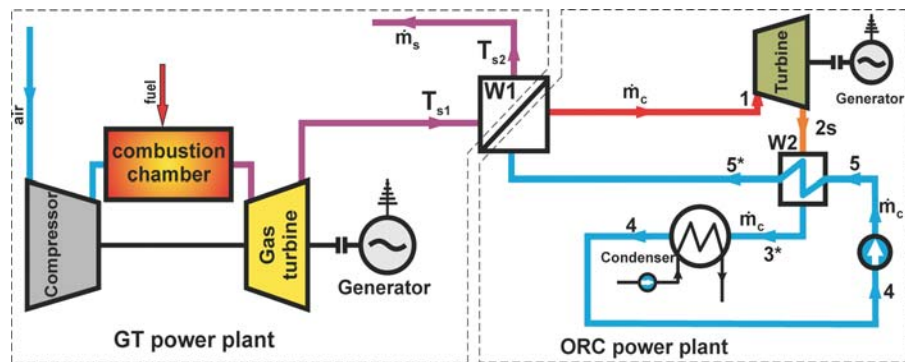 air
fuel
combustion
chamber
Compressor
Gas
turbine
Generator
GT power plant
ṁs
Ts2
Ts1
W1
ṁc
1
Turbine
Generator
2s
W2
5*
5
ṁc
4
Condenser
ṁc
3*
4
ORC power plant